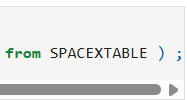 from SPACEXTABLE ) ;